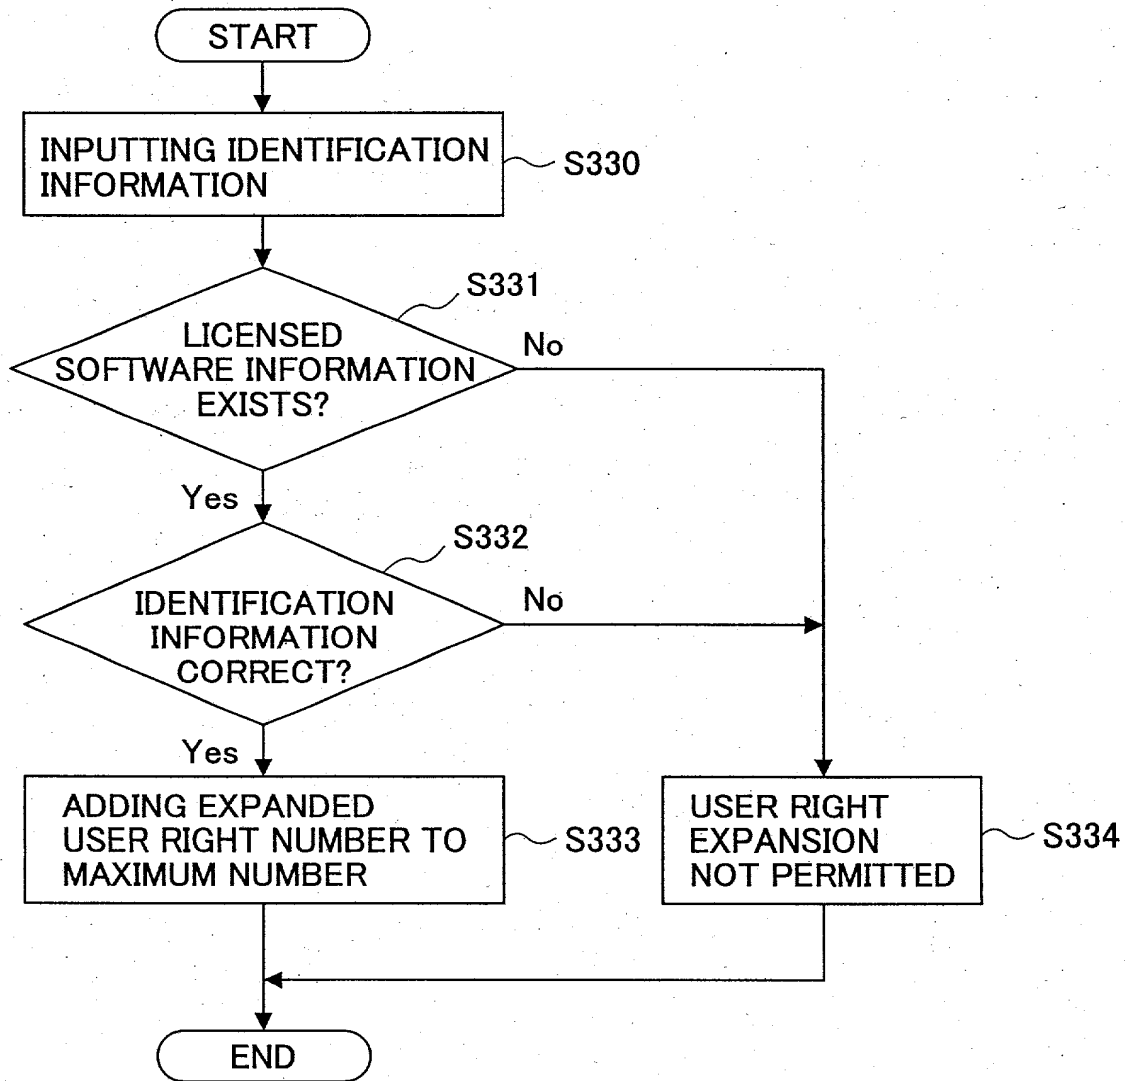 START
INPUTTING IDENTIFICATION
INFORMATION
S330
S331
LICENSED
SOFTWARE INFORMATION
EXISTS?
No
Yes
S332
IDENTIFICATION
INFORMATION
CORRECT?
No
Yes
ADDING EXPANDED
USER RIGHT NUMBER TO
MAXIMUM NUMBER
S333
USER RIGHT
EXPANSION
NOT PERMITTED
S334
END